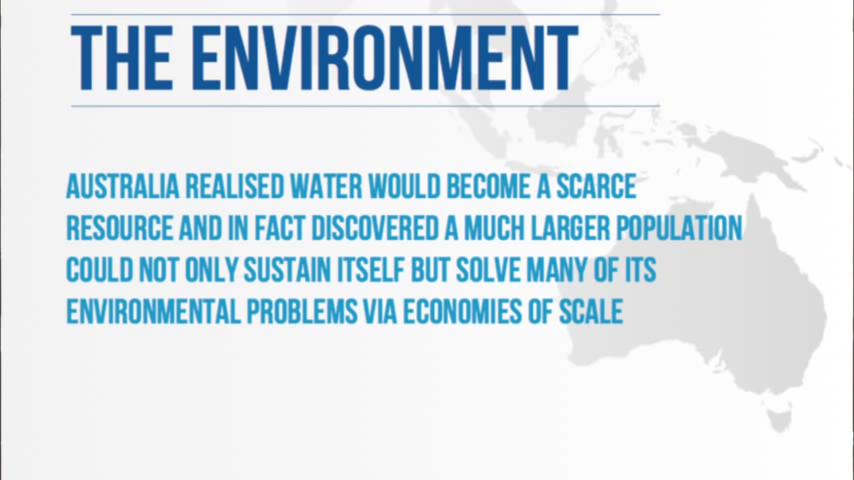 THE ENVIRONMENT
AUSTRALIA REALISED WATER WOULD BECOME A SCARCE
RESOURCE AND IN FACT DISCOVERED A MUCH LARGER POPULATION
COULD NOT ONLY SUSTAIN ITSELF BUT SOLVE MANY OF ITS
ENVIRONMENTAL PROBLEMS VIA ECONOMIES OF SCALE